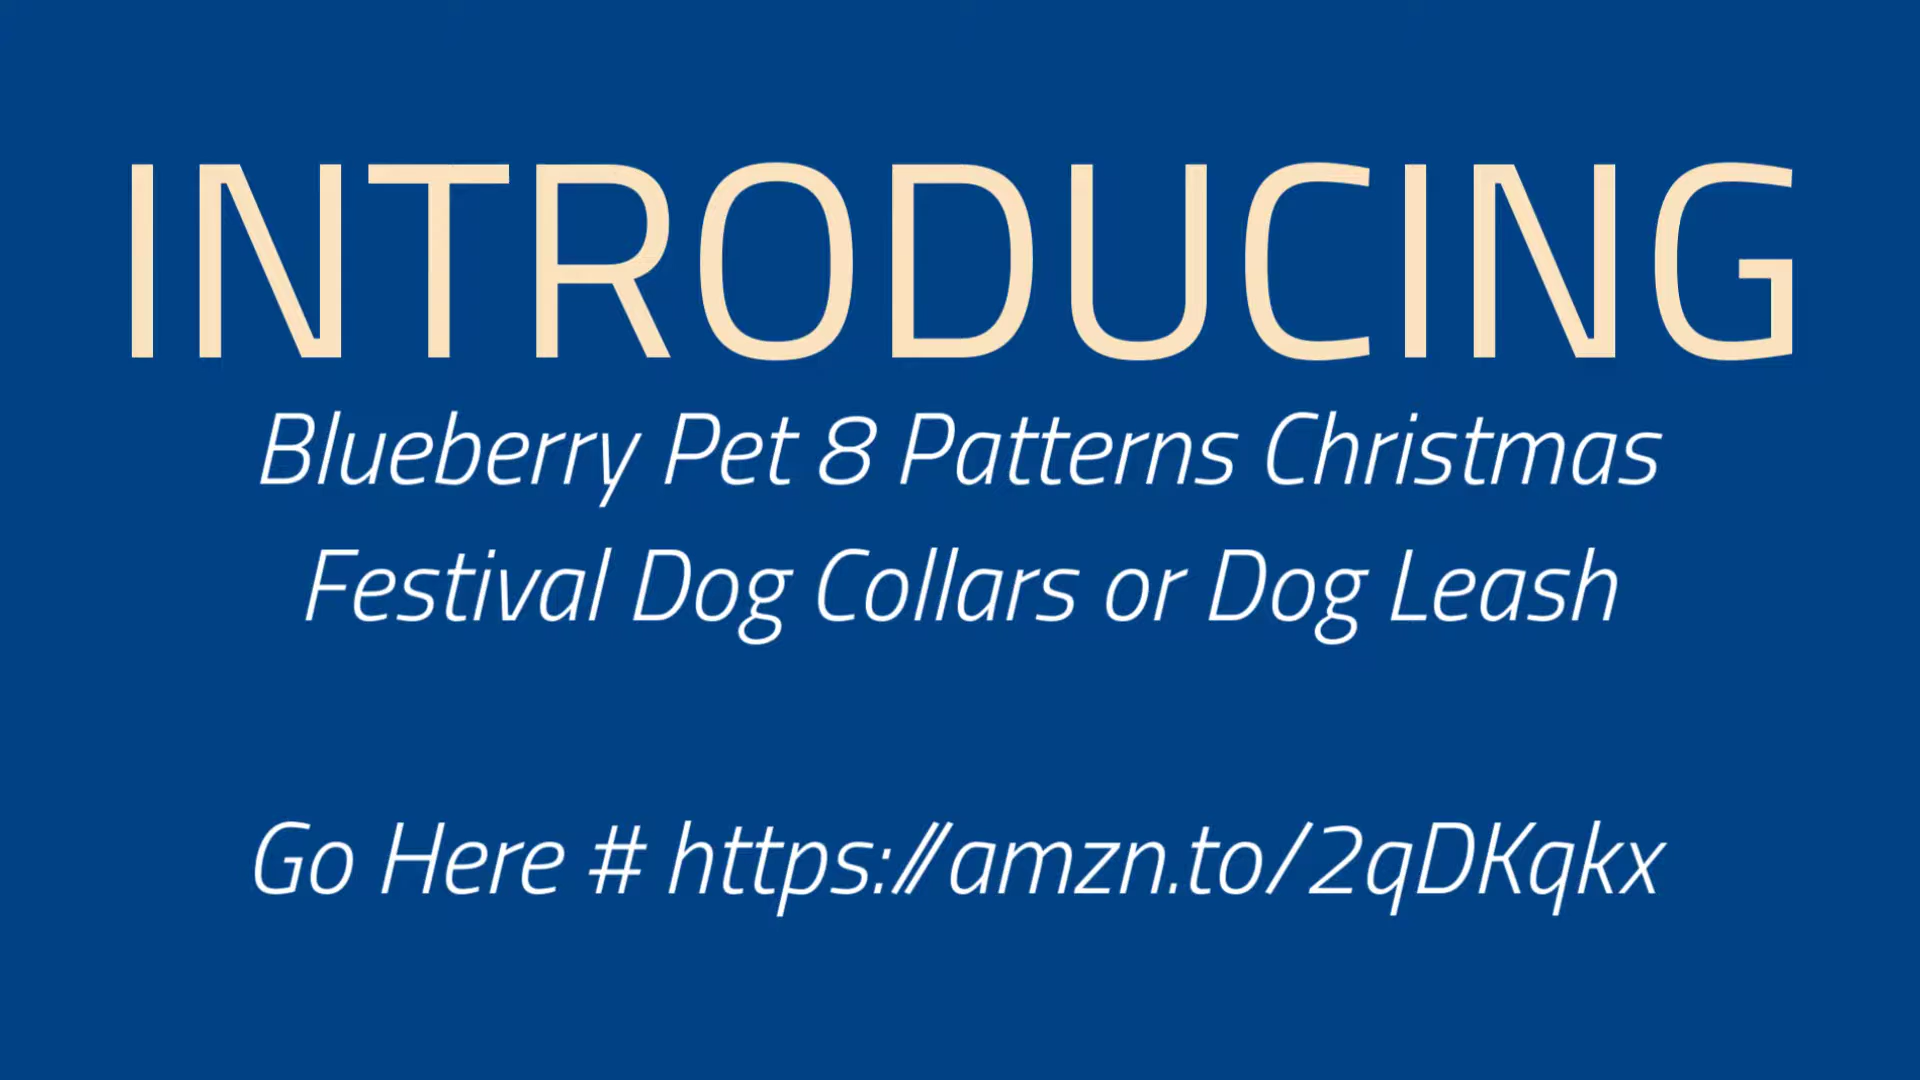 INTRODUCING
Blueberry Pet 8 Patterns Christmas
Festival Dog Collars or Dog Leash
Go Here # https://amzn.to/2qDKqkx